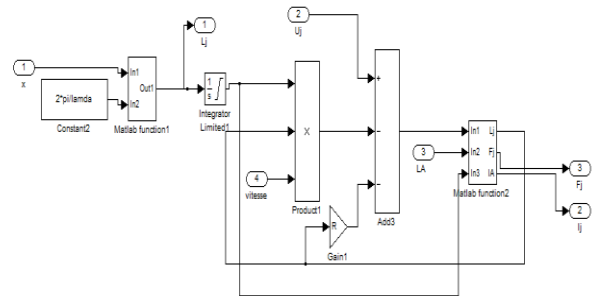 1
Lj
2
Uj
1
x
In1
Out1
In2
2*pi/lamda
Constant2
Matlab function1
1
s
Integrator
Limited1
X
4
vitesse
Product1
+
-
-
Add3
R
Gain1
3
LA
In1
In2
In3
Lj
Fj
IA
Matlab function2
3
Fj
2
Ij